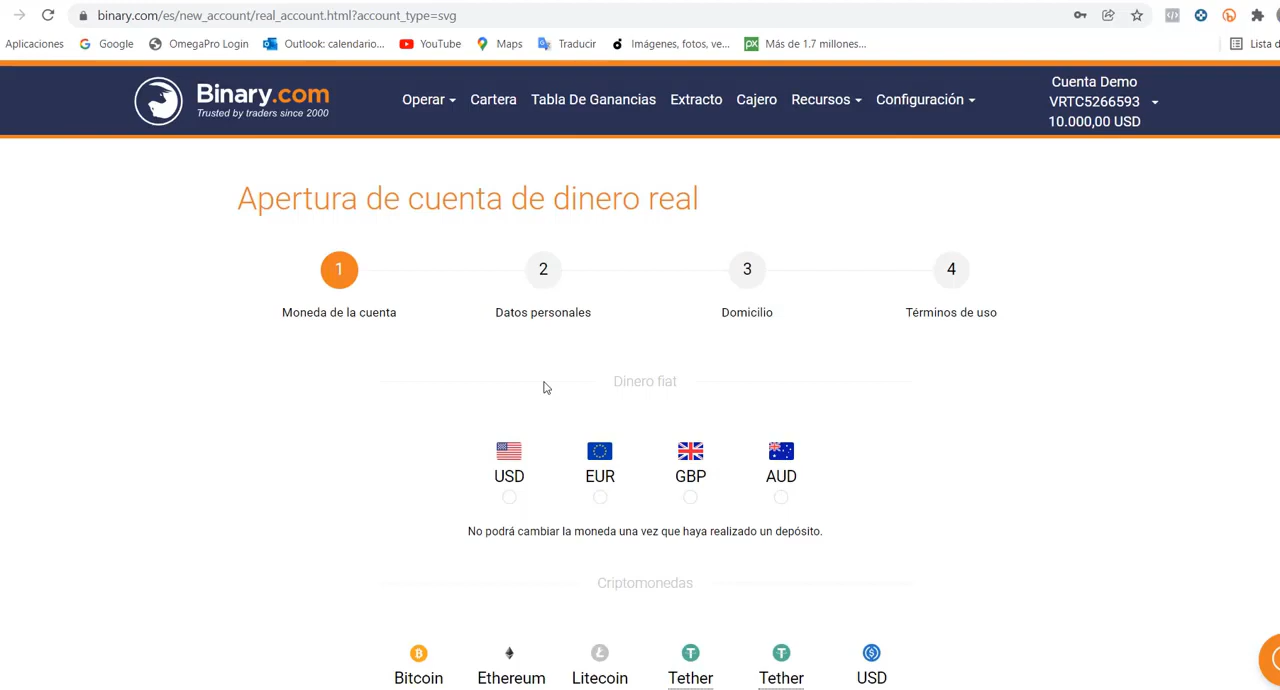 binary.com/es/new_account/real_account.html?account_type=svg
Aplicaciones Google OmegaPro Login Outlook: calendario... YouTube Maps Traducir Imágenes, fotos, ve... Más de 1.7 millones... Lista d
Binary.com
Trusted by traders since 2000
Operar Cartera Tabla De Ganancias Extracto Cajero Recursos Configuración
Cuenta Demo
VRTC5266593
10.000,00 USD
Apertura de cuenta de dinero real
1 2 3 4
Moneda de la cuenta Datos personales Domicilio Términos de uso
Dinero fiat
USD EUR GBP AUD
No podrá cambiar la moneda una vez que haya realizado un depósito.
Criptomonedas
Bitcoin Ethereum Litecoin Tether Tether USD